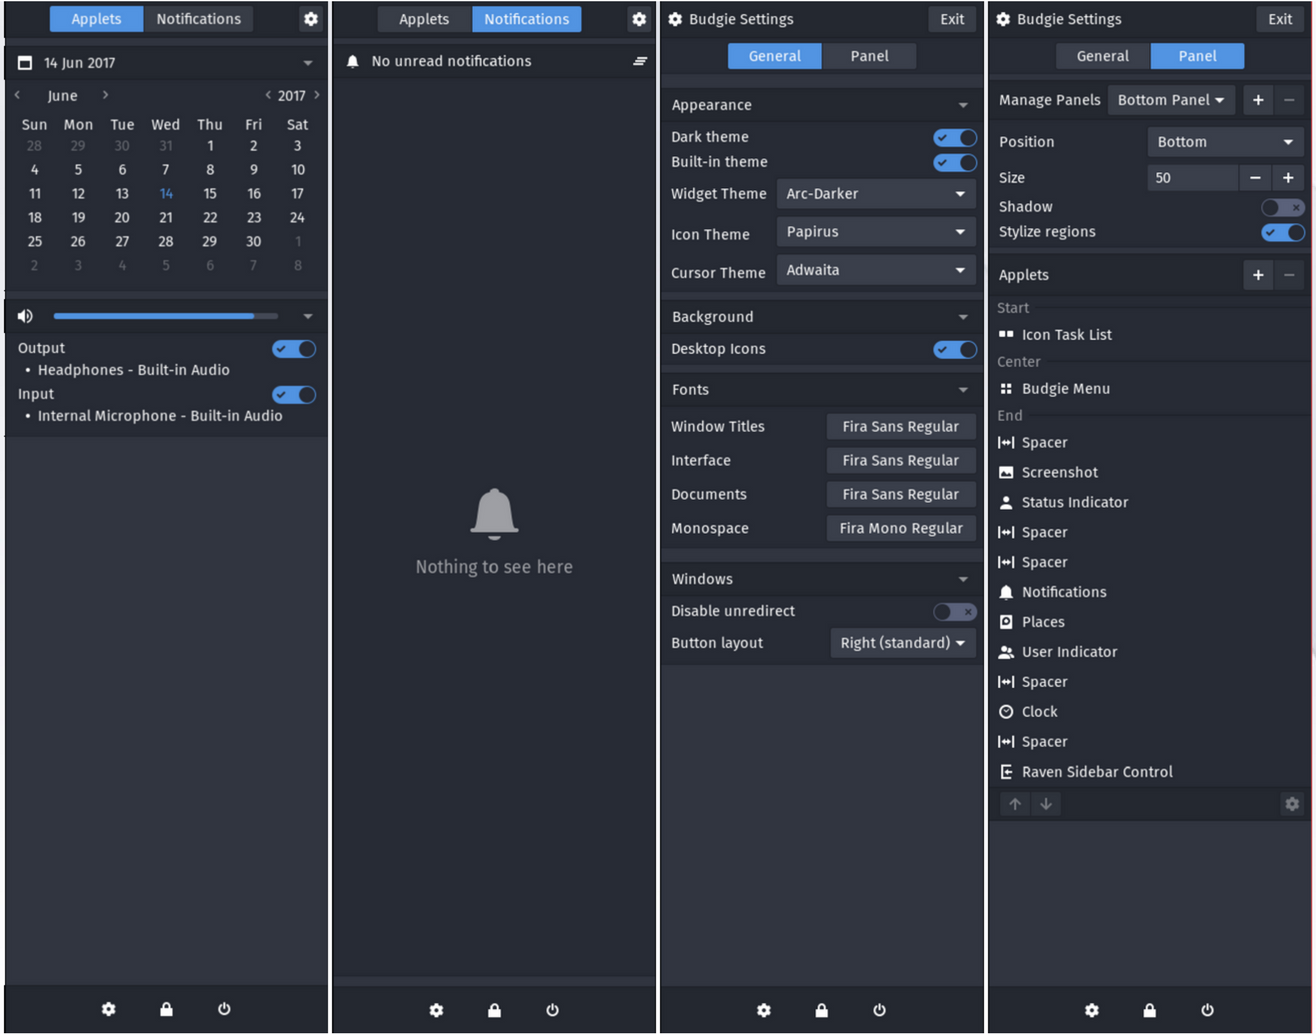 Applets Notifications
14 Jun 2017
June 2017
Sun Mon Tue Wed Thu Fri Sat
28 29 30 31 1 2 3
4 5 6 7 8 9 10
11 12 13 14 15 16 17
18 19 20 21 22 23 24
25 26 27 28 29 30 1
2 3 4 5 6 7 8
Output
• Headphones - Built-in Audio
Input
• Internal Microphone - Built-in Audio
Applets Notifications
No unread notifications
Nothing to see here
Budgie Settings Exit
General Panel
Appearance
Dark theme
Built-in theme
Widget Theme Arc-Darker
Icon Theme Papirus
Cursor Theme Adwaita
Background
Desktop Icons
Fonts
Window Titles Fira Sans Regular
Interface Fira Sans Regular
Documents Fira Sans Regular
Monospace Fira Mono Regular
Windows
Disable unredirect
Button layout Right (standard)
Budgie Settings Exit
General Panel
Manage Panels Bottom Panel + −
Position Bottom
Size 50 − +
Shadow
Stylize regions
Applets + −
Start
Icon Task List
Center
Budgie Menu
End
Spacer
Screenshot
Status Indicator
Spacer
Spacer
Notifications
Places
User Indicator
Spacer
Clock
Spacer
Raven Sidebar Control